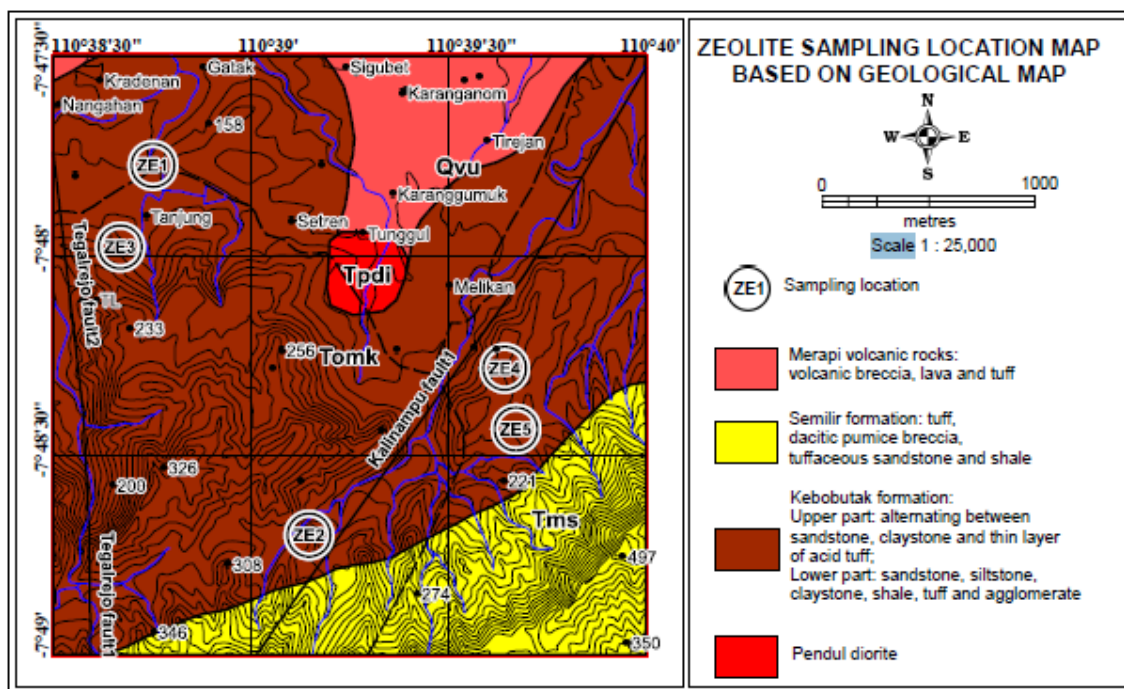 110°38'30" 110°39' 110°39'30" 110°40'
-7°47'30"
-7°48'
-7°48'30"
-7°49'
Gatak
Sigubet
Kradenan
Karanganom
Nangahan
158
Tirejan
ZE1
Qvu
Karanggumuk
Tanjung
Setren
Tunggul
ZE3
Tpdi
Melikan
Tegalrejo fault2
TL
233
256
Tomk
ZE4
Kalinampu fault1
ZE5
326
200
221
Tms
ZE2
497
308
274
Tegalrejo fault1
346
350
ZEOLITE SAMPLING LOCATION MAP
BASED ON GEOLOGICAL MAP
N
W E
S
0 1000
metres
Scale 1 : 25,000
ZE1 Sampling location
Merapi volcanic rocks:
volcanic breccia, lava and tuff
Semilir formation: tuff,
dacitic pumice breccia,
tuffaceous sandstone and shale
Kebobutak formation:
Upper part: alternating between
sandstone, claystone and thin layer
of acid tuff;
Lower part: sandstone, siltstone,
claystone, shale, tuff and agglomerate
Pendul diorite